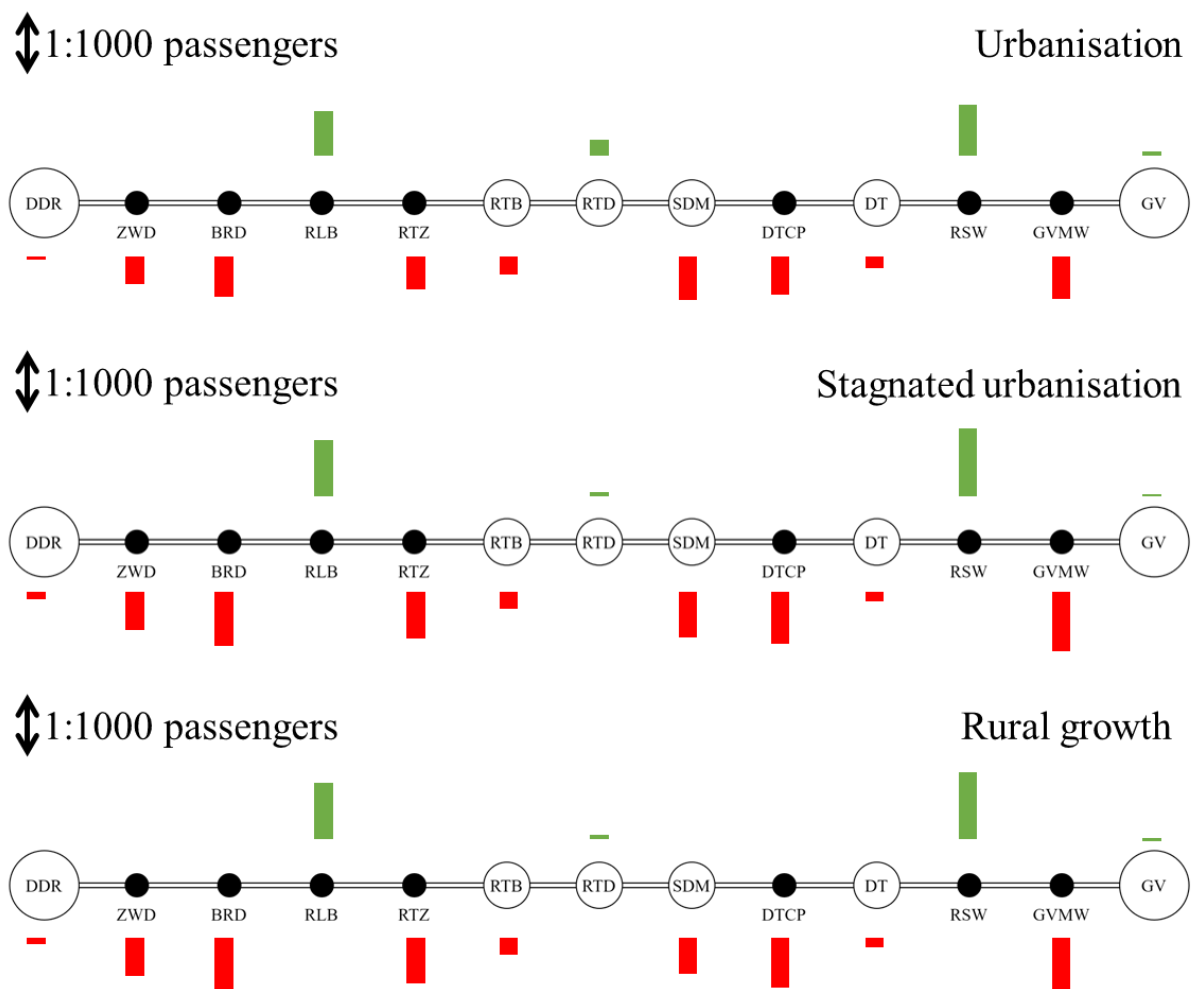 1:1000 passengers Urbanisation
DDR RTB RTD SDM DT GV
ZWD BRD RLB RTZ DTCP RSW GVMW
1:1000 passengers Stagnated urbanisation
DDR RTB RTD SDM DT GV
ZWD BRD RLB RTZ DTCP RSW GVMW
1:1000 passengers Rural growth
DDR RTB RTD SDM DT GV
ZWD BRD RLB RTZ DTCP RSW GVMW